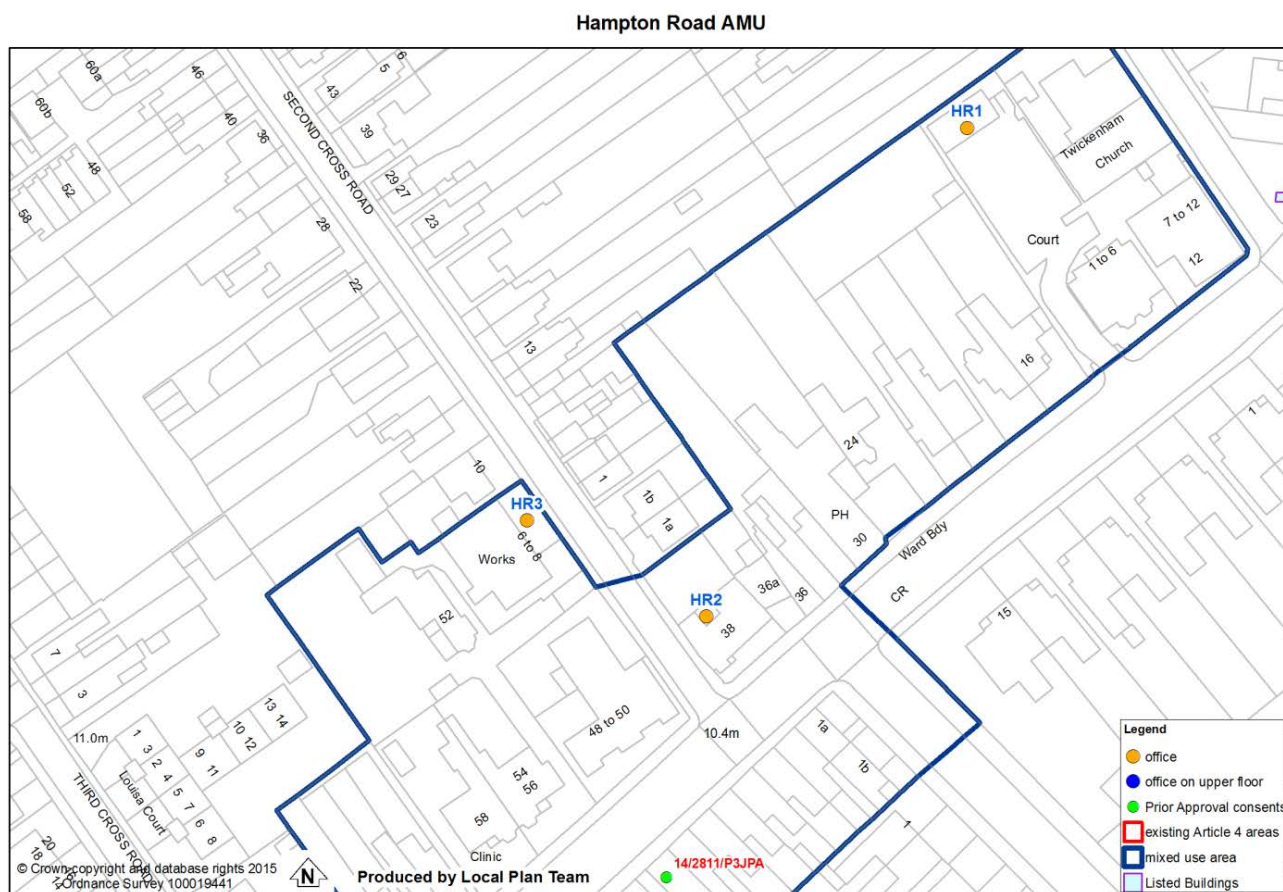 Hampton Road AMU
60a
46
60b
40
36
48
52
58
28
22
SECOND CROSS ROAD
6
5
43
39
29 27
23
13
HR1
Twickenham
Church
7 to 12
12
1 to 6
Court
16
24
PH
30
Ward Bdy
CR
36a
36
HR2
38
1
1b
1a
10
HR3
6 to 8
Works
52
48 to 50
54
56
58
Clinic
10.4m
1a
1b
1
15
1
7
3
11.0m
1
3
2
4
5
7
6
8
9
11
10
12
13
14
Louisa Court
THIRD CROSS ROAD
20
18
16
14/2811/P3JPA
Legend
office
office on upper floor
Prior Approval consents
existing Article 4 areas
mixed use area
Listed Buildings
© Crown copyright and database rights 2015
Ordnance Survey 100019441
N
Produced by Local Plan Team